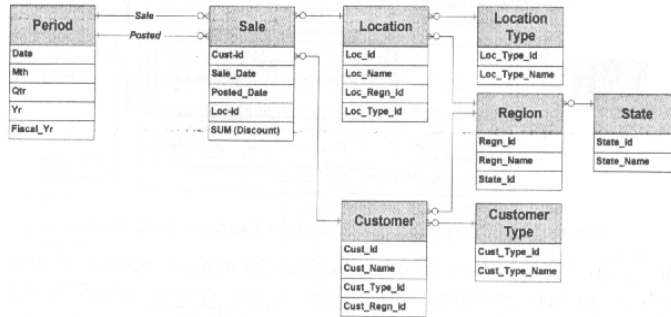 Period
Date
Mth
Qtr
Yr
Fiscal_Yr
Sale
Posted
Sale
Cust-id
Sale_Date
Posted_Date
Loc-id
SUM (Discount)
Location
Loc_id
Loc_Name
Loc_Regn_id
Loc_Type_id
Location
Type
Loc_Type_id
Loc_Type_Name
Region
Regn_id
Regn_Name
State_id
State
State_id
State_Name
Customer
Cust_id
Cust_Name
Cust_Type_id
Cust_Regn_id
Customer
Type
Cust_Type_id
Cust_Type_Name